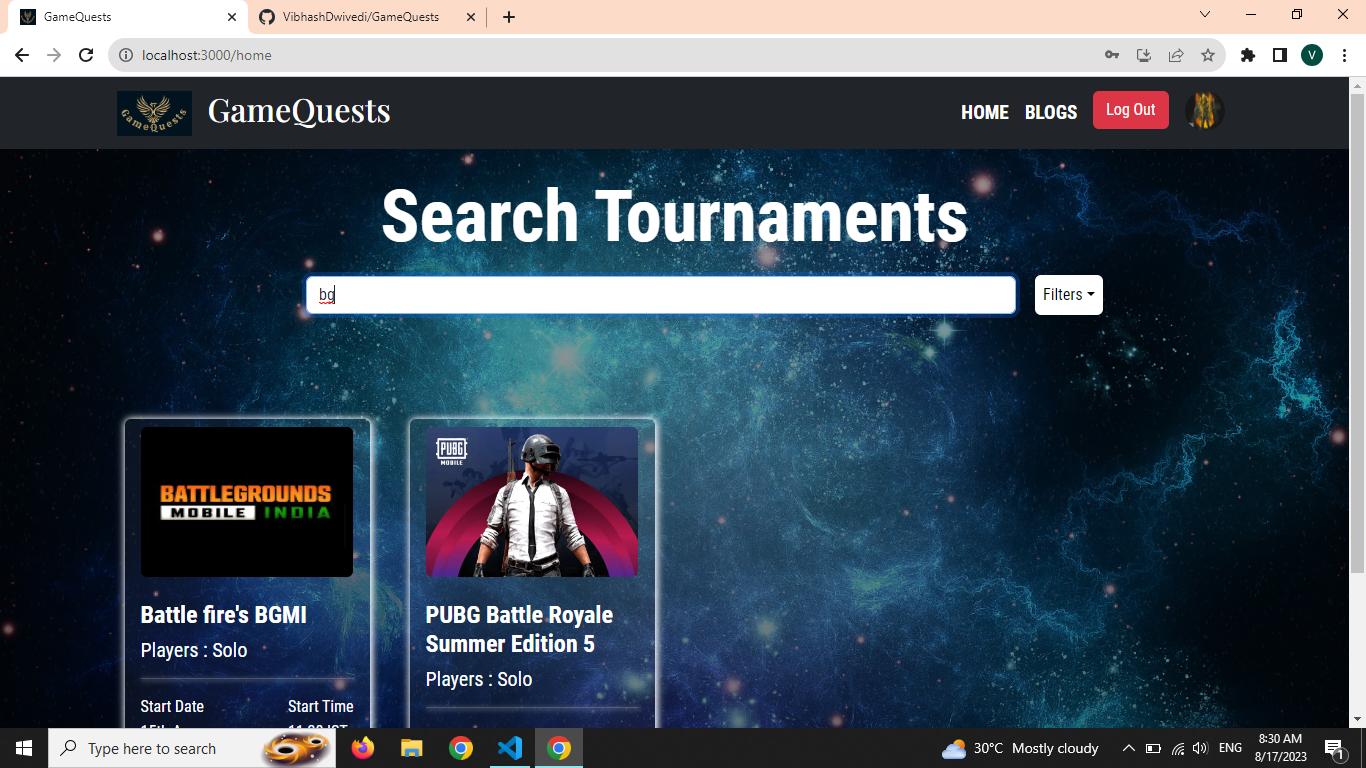 GameQuests
VibhashDwivedi/GameQuests
localhost:3000/home
V
GameQuests
GameQuests
HOME
BLOGS
Log Out
Search Tournaments
bg
Filters
BATTLEGROUNDS
MOBILE INDIA
PUBG
MOBILE
Battle fire's BGMI
Players : Solo
Start Date
Start Time
PUBG Battle Royale
Summer Edition 5
Players : Solo
Type here to search
30°C Mostly cloudy
ENG
8:30 AM
8/17/2023
1